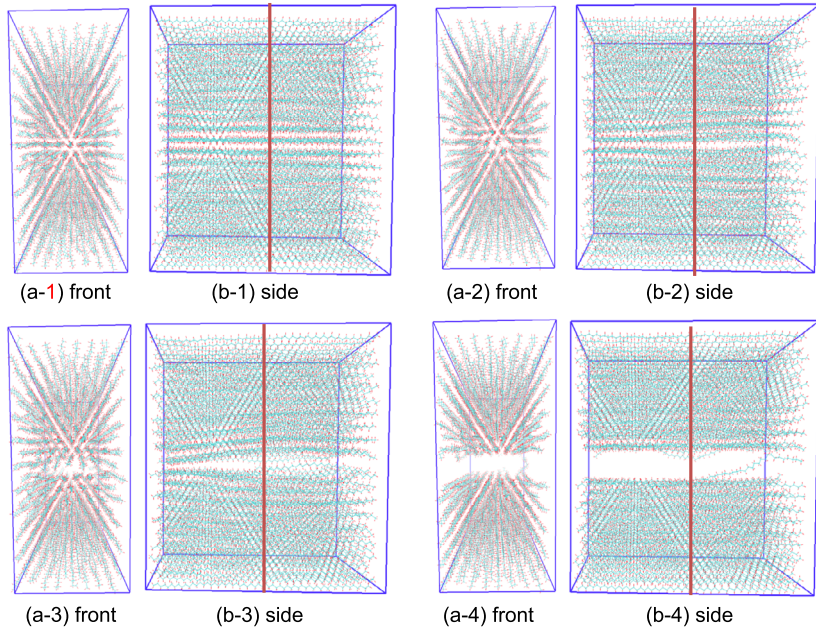 (a-1) front
(b-1) side
(a-2) front
(b-2) side
(a-3) front
(b-3) side
(a-4) front
(b-4) side